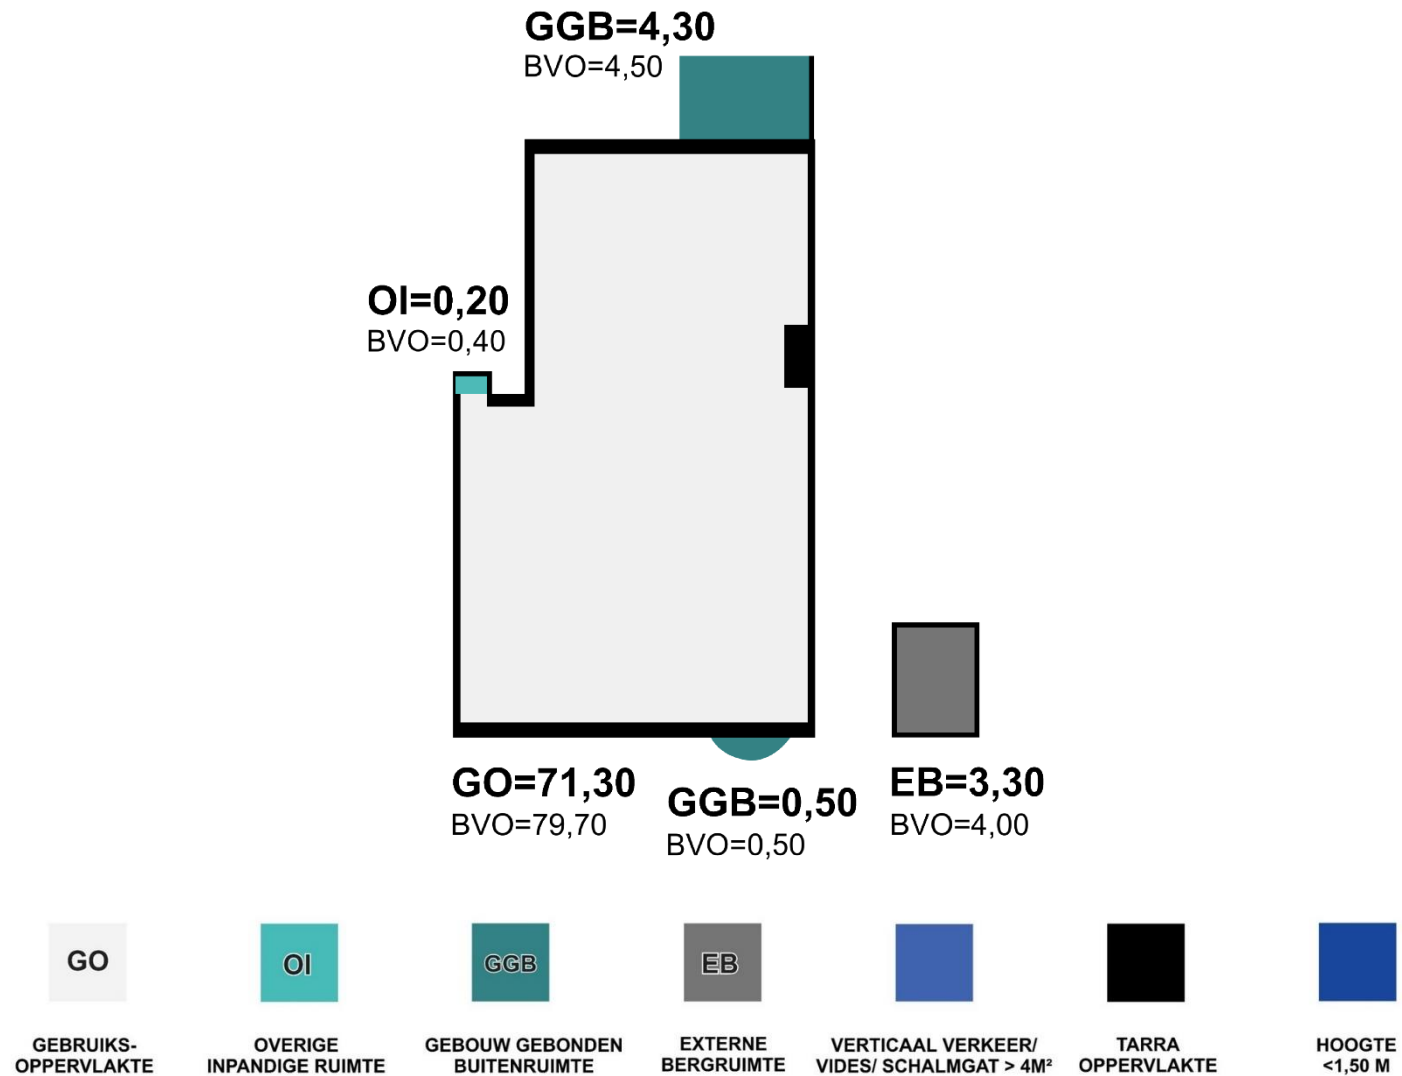 GGB=4,30
BVO=4,50
OI=0,20
BVO=0,40
GO=71,30
BVO=79,70
GGB=0,50
BVO=0,50
EB=3,30
BVO=4,00
GO
OI
GGB
EB
GEBRUIKS-
OPPERVLAKTE
OVERIGE
INPANDIGE RUIMTE
GEBOUW GEBONDEN
BUITENRUIMTE
EXTERNE
BERGRUIMTE
VERTICAAL VERKEER/
VIDES/ SCHALMGAT > 4M²
TARRA
OPPERVLAKTE
HOOGTE
<1,50 M